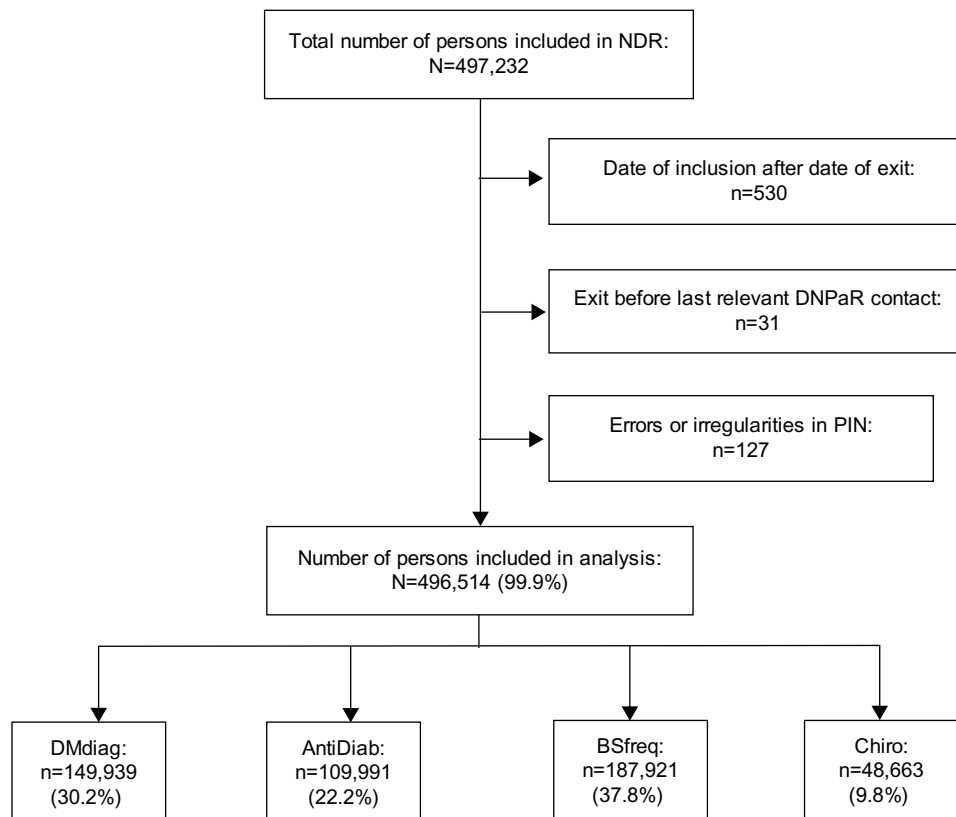 Total number of persons included in NDR:
N=497,232
Date of inclusion after date of exit:
n=530
Exit before last relevant DNPaR contact:
n=31
Errors or irregularities in PIN:
n=127
Number of persons included in analysis:
N=496,514 (99.9%)
DMdiag:
n=149,939
(30.2%)
AntiDiab:
n=109,991
(22.2%)
BSfreq:
n=187,921
(37.8%)
Chiro:
n=48,663
(9.8%)